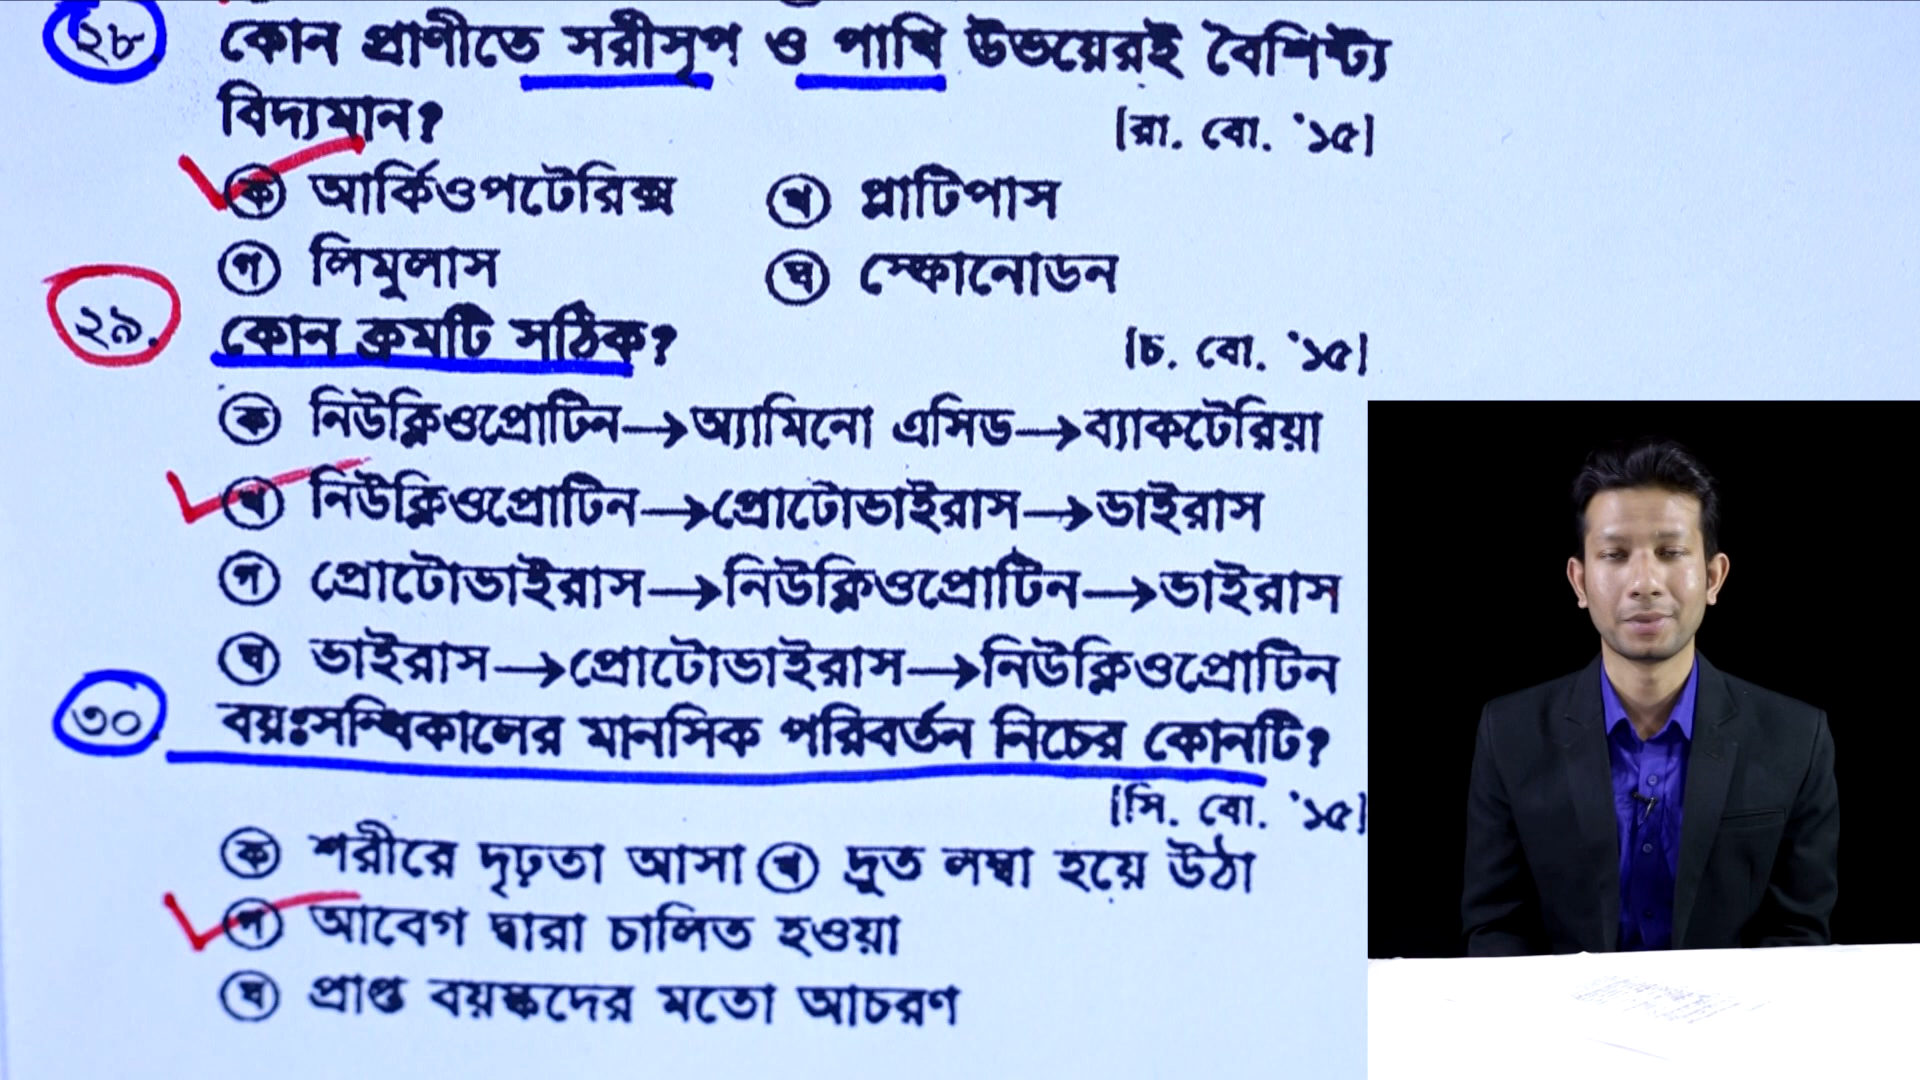 ২৮ কোন প্রাণীতে সরীসৃপ ও পাখি উভয়েরই বৈশিষ্ট্য
বিদ্যমান? [রা. বো. '১৫]
ক আর্কিওপটেরিক্স খ প্লাটিপাস
গ লিমুলাস ঘ স্ফোনোডন
২৯. কোন ক্রমটি সঠিক? [চ. বো. '১৫]
ক নিউক্লিওপ্রোটিন→অ্যামিনো এসিড→ব্যাকটেরিয়া
খ নিউক্লিওপ্রোটিন→প্রোটোভাইরাস→ভাইরাস
গ প্রোটোভাইরাস→নিউক্লিওপ্রোটিন→ভাইরাস
ঘ ভাইরাস→প্রোটোভাইরাস→নিউক্লিওপ্রোটিন
৩০. বয়ঃসন্ধিকালের মানসিক পরিবর্তন নিচের কোনটি?
[সি. বো. '১৫]
ক শরীরে দৃঢ়তা আসা খ দ্রুত লম্বা হয়ে উঠা
গ আবেগ দ্বারা চালিত হওয়া
ঘ প্রাপ্ত বয়স্কদের মতো আচরণ